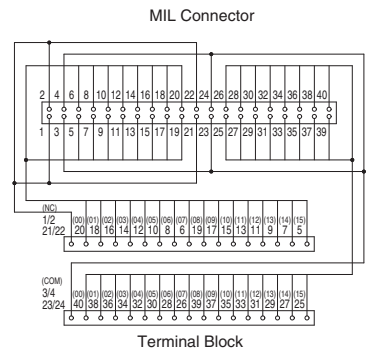 MIL Connector
2 4 6 8 10 12 14 16 18 20 22 24 26 28 30 32 34 36 38 40
1 3 5 7 9 11 13 15 17 19 21 23 25 27 29 31 33 35 37 39
(NC) (00) (01) (02) (03) (04) (05) (06) (07) (08) (09) (10) (11) (12) (13) (14) (15)
1/2 20 18 16 14 12 10 8 6 19 17 15 13 11 9 7 5
21/22
(COM) (00) (01) (02) (03) (04) (05) (06) (07) (08) (09) (10) (11) (12) (13) (14) (15)
3/4 40 38 36 34 32 30 28 26 39 37 35 33 31 29 27 25
23/24
Terminal Block